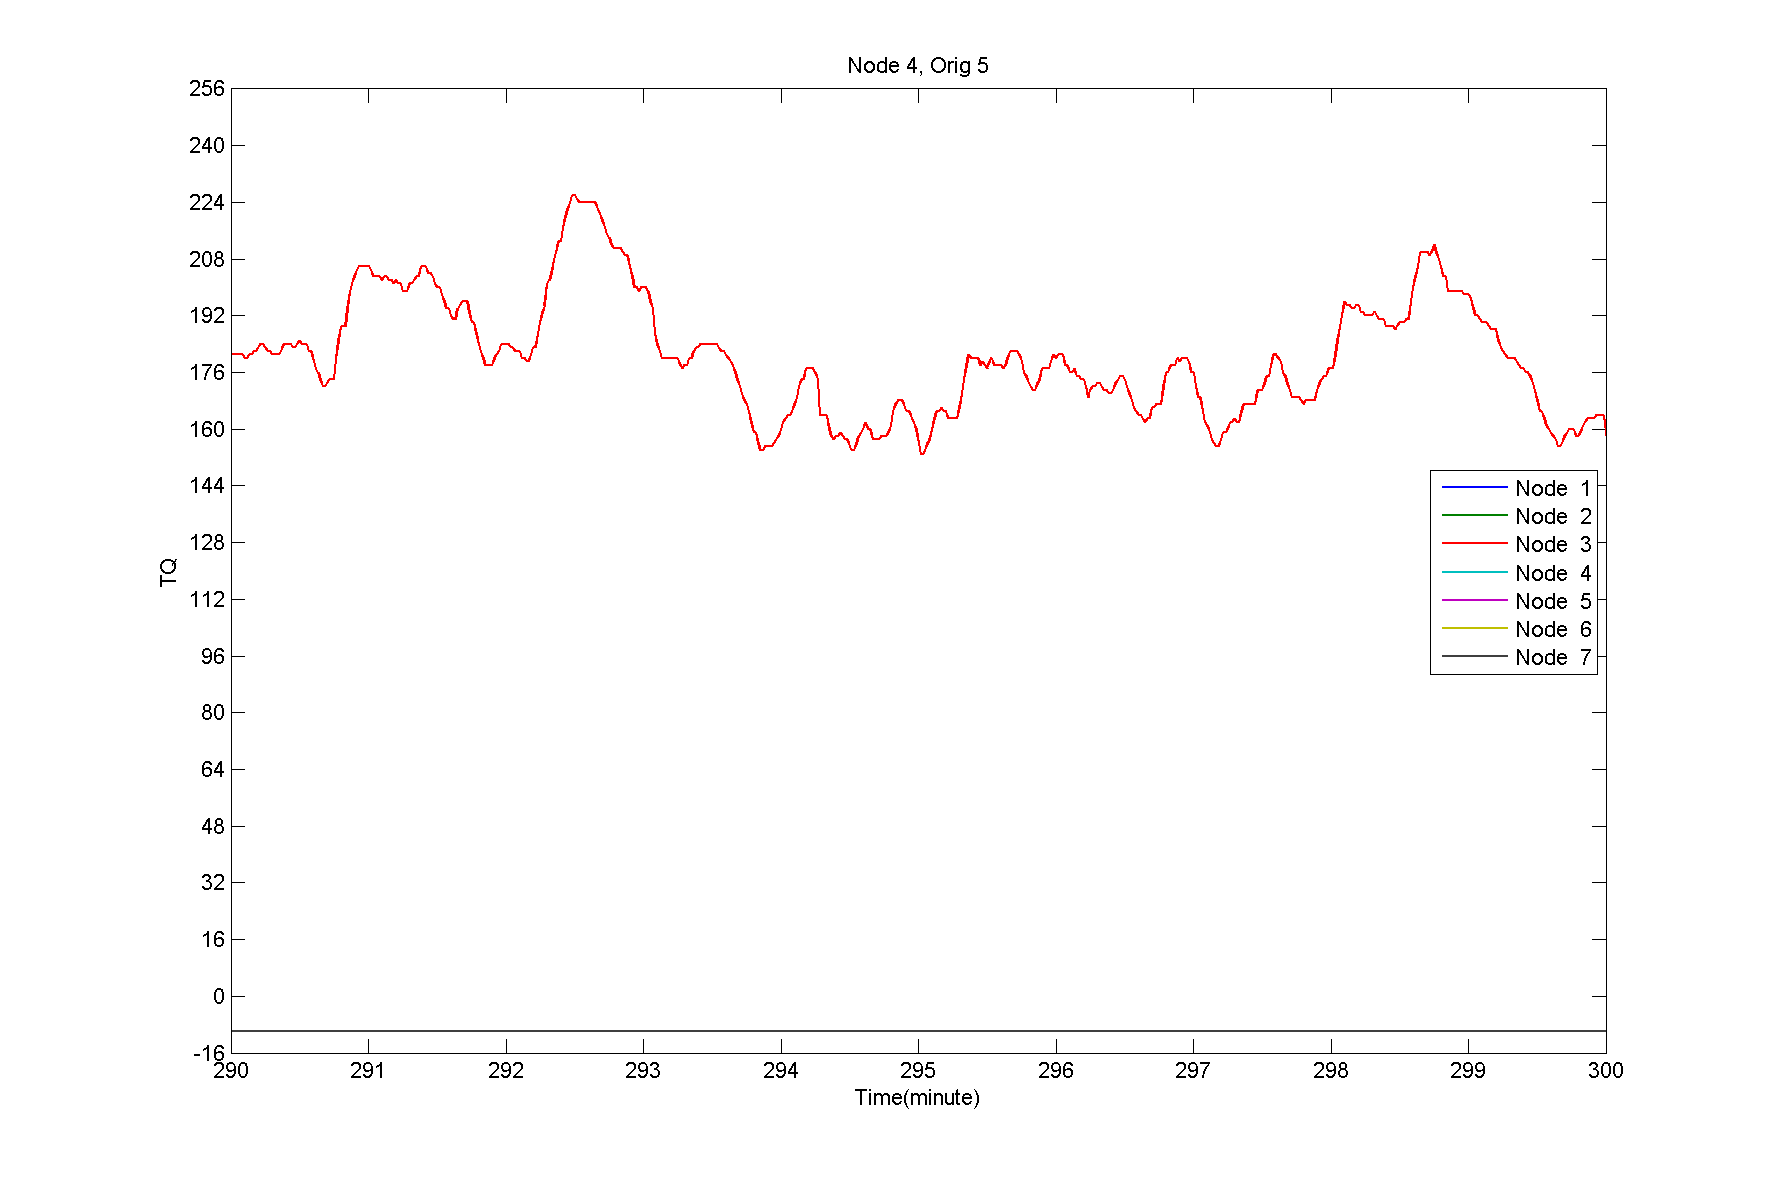 Node 4, Orig 5
256
240
224
208
192
176
160
144
128
112
96
80
64
48
32
16
0
-16
TQ
Node 1
Node 2
Node 3
Node 4
Node 5
Node 6
Node 7
290 291 292 293 294 295 296 297 298 299 300
Time(minute)